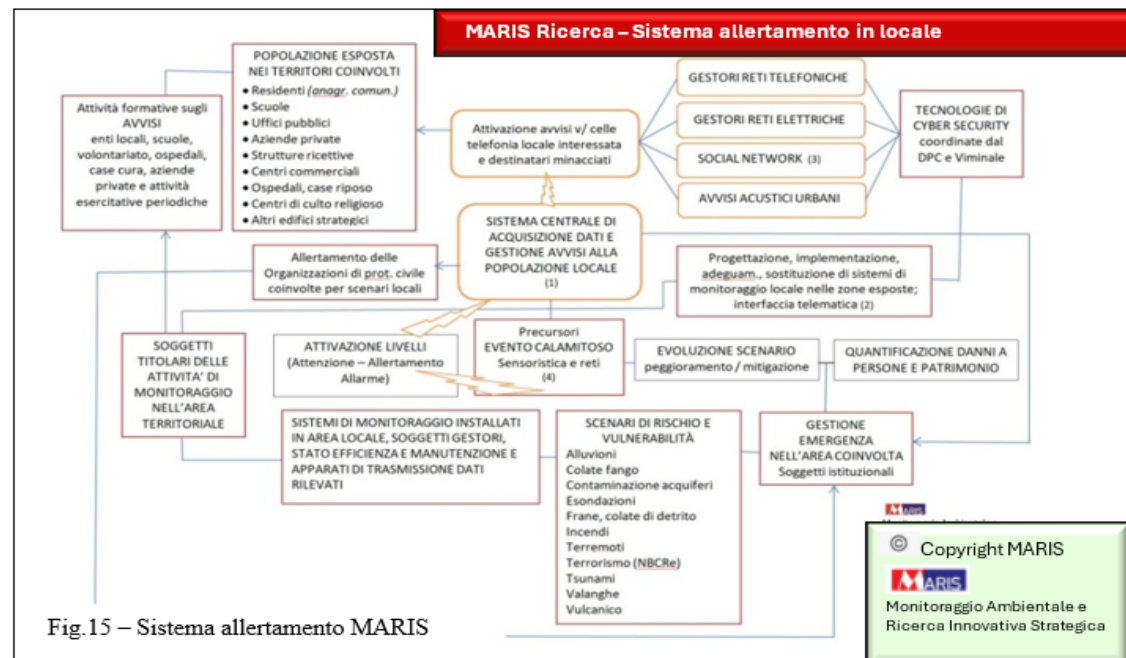 MARIS Ricerca – Sistema allertamento in locale
POPOLAZIONE ESPOSTA
NEI TERRITORI COINVOLTI
• Residenti (anagr. comun.)
• Scuole
• Uffici pubblici
• Aziende private
• Strutture ricettive
• Centri commerciali
• Ospedali, case riposo
• Centri di culto religioso
• Altri edifici strategici
Attività formative sugli
AVVISI
enti locali, scuole,
volontariato, ospedali,
case cura, aziende
private e attività
esercitative periodiche
Attivazione avvisi v/ celle
telefonia locale interessata
e destinatari minacciati
GESTORI RETI TELEFONICHE
GESTORI RETI ELETTRICHE
SOCIAL NETWORK (3)
AVVISI ACUSTICI URBANI
TECNOLOGIE DI
CYBER SECURITY
coordinate dal
DPC e Viminale
SISTEMA CENTRALE DI
ACQUISIZIONE DATI E
GESTIONE AVVISI ALLA
POPOLAZIONE LOCALE
(1)
Allertamento delle
Organizzazioni di prot. civile
coinvolte per scenari locali
Progettazione, implementazione,
adeguam., sostituzione di sistemi di
monitoraggio locale nelle zone esposte;
interfaccia telematica (2)
SOGGETTI
TITOLARI DELLE
ATTIVITA' DI
MONITORAGGIO
NELL'AREA
TERRITORIALE
ATTIVAZIONE LIVELLI
(Attenzione – Allertamento
Allarme)
Precursori
EVENTO CALAMITOSO
Sensoristica e reti
(4)
EVOLUZIONE SCENARIO
peggioramento / mitigazione
QUANTIFICAZIONE DANNI A
PERSONE E PATRIMONIO
SISTEMI DI MONITORAGGIO INSTALLATI
IN AREA LOCALE, SOGGETTI GESTORI,
STATO EFFICIENZA E MANUTENZIONE E
APPARATI DI TRASMISSIONE DATI
RILEVATI
SCENARI DI RISCHIO E
VULNERABILITÀ
Alluvioni
Colate fango
Contaminazione acquiferi
Esondazioni
Frane, colate di detrito
Incendi
Terremoti
Terrorismo (NBCRe)
Tsunami
Valanghe
Vulcanico
GESTIONE
EMERGENZA
NELL'AREA COINVOLTA
Soggetti istituzionali
MARIS
© Copyright MARIS
MARIS
Monitoraggio Ambientale e
Ricerca Innovativa Strategica
Fig.15 – Sistema allertamento MARIS